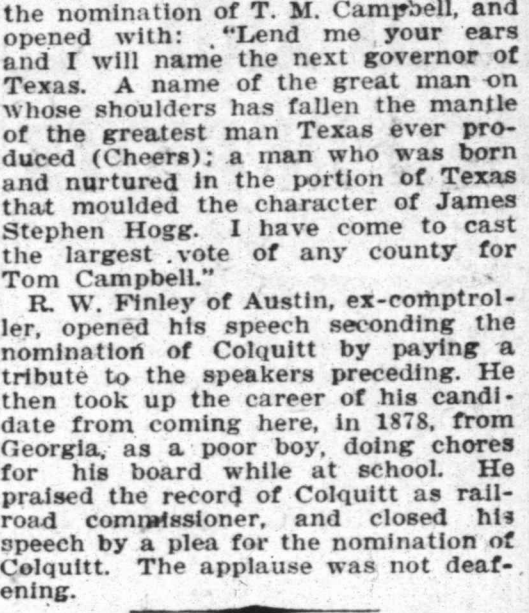 the nomination of T. M. Campbell, and
opened with: "Lend me your ears
and I will name the next governor of
Texas. A name of the great man on
whose shoulders has fallen the mantle
of the greatest man Texas ever pro-
duced (Cheers); a man who was born
and nurtured in the portion of Texas
that moulded the character of James
Stephen Hogg. I have come to cast
the largest vote of any county for
Tom Campbell."
R. W. Finley of Austin, ex-comptrol-
ler, opened his speech seconding the
nomination of Colquitt by paying a
tribute to the speakers preceding. He
then took up the career of his candi-
date from coming here, in 1878, from
Georgia, as a poor boy, doing chores
for his board while at school. He
praised the record of Colquitt as rail-
road commissioner, and closed his
speech by a plea for the nomination of
Colquitt. The applause was not deaf-
ening.